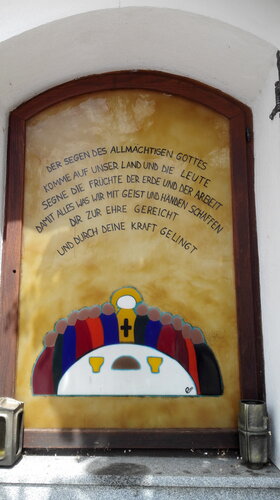 DER SEGEN DES ALLMÄCHTIGEN GOTTES
KOMME AUF UNSER LAND UND DIE LEUTE
SEGNE DIE FRÜCHTE DER ERDE UND DER ARBEIT
DAMIT ALLES WAS WIR MIT GEIST UND HÄNDEN SCHAFFEN
DIR ZUR EHRE GEREICHT
UND DURCH DEINE KRAFT GELINGT